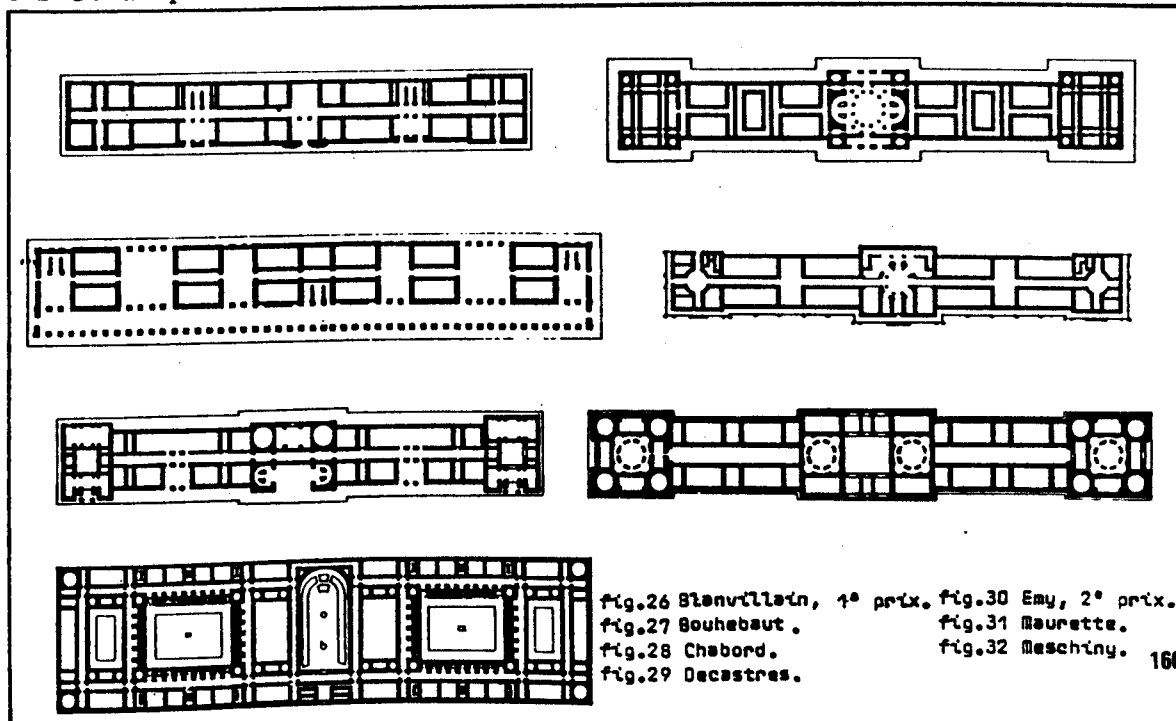 fig.26 Blanvillain, 1° prix.
fig.27 Bouhebaut.
fig.28 Chabord.
fig.29 Decastres.
fig.30 Emy, 2° prix.
fig.31 Maurette.
fig.32 Meschiny.